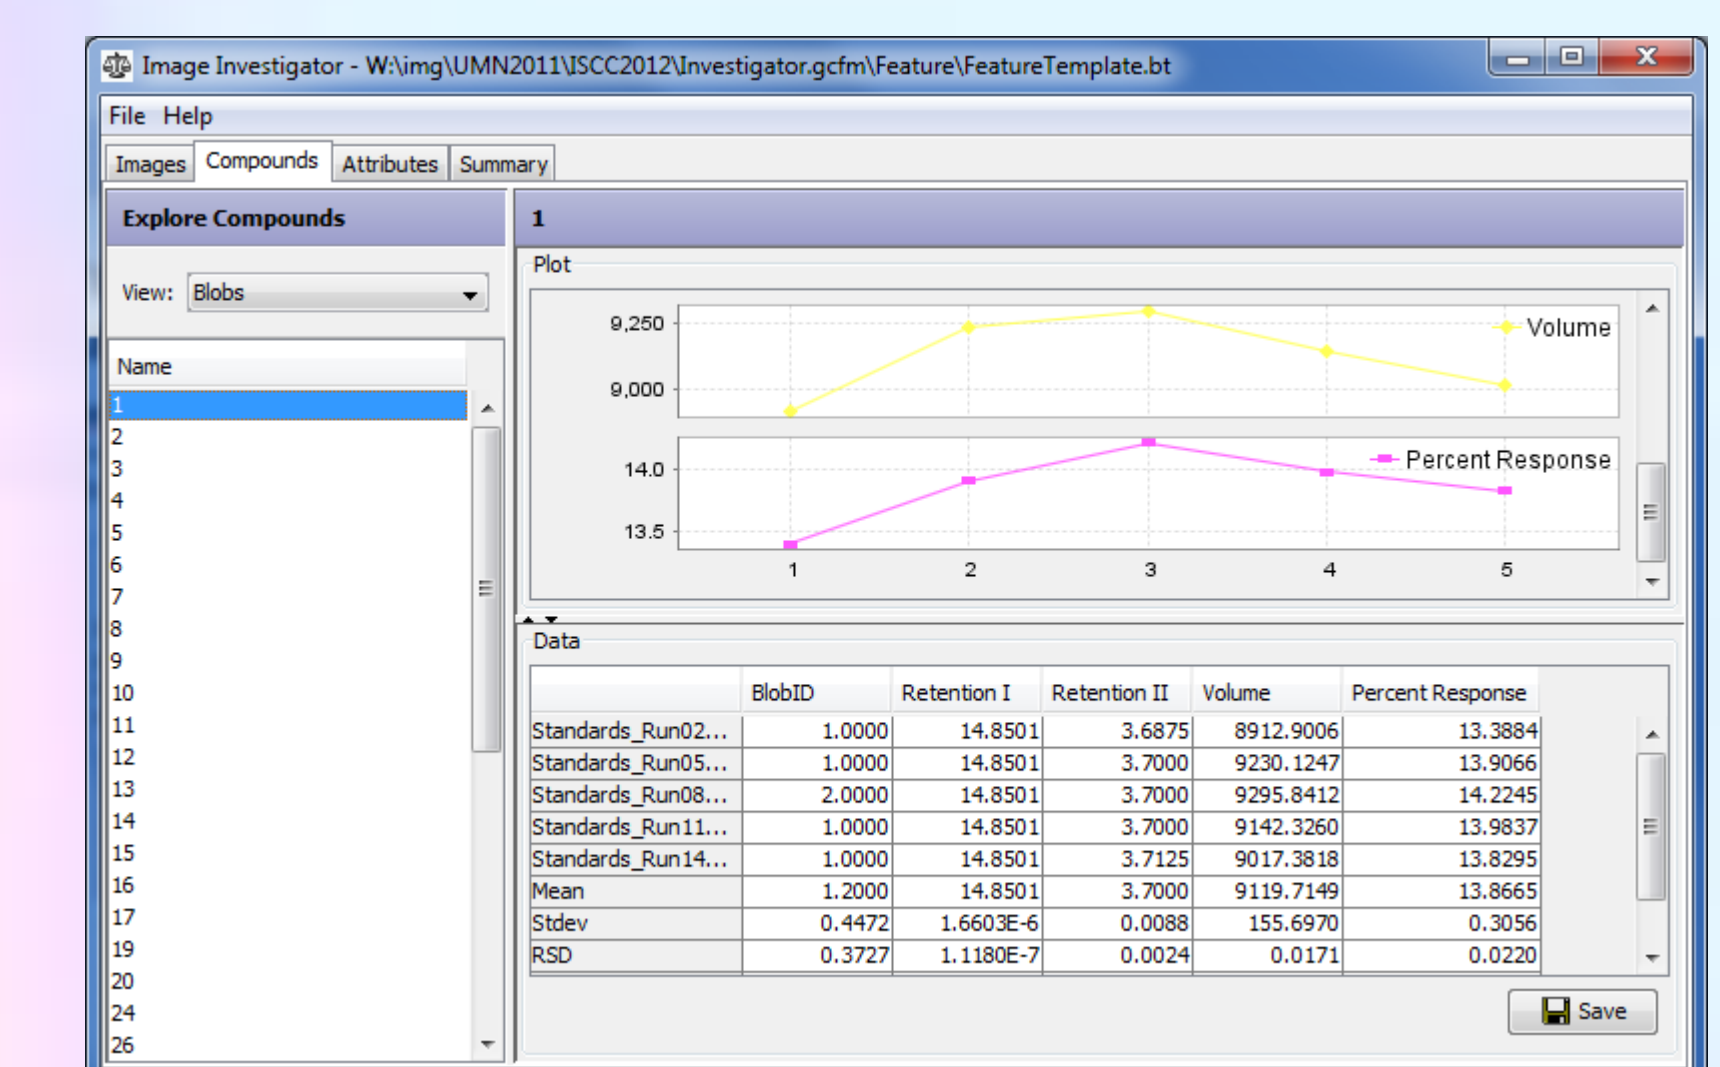 Image Investigator - W:\img\UMN2011\ISCC2012\Investigator.gcfm\Feature\FeatureTemplate.bt
File Help
Images Compounds Attributes Summary
Explore Compounds
View: Blobs
Name
1
2
3
4
5
6
7
8
9
10
11
12
13
14
15
16
17
19
20
24
26
1
Plot
9,250
9,000
Volume
14.0
13.5
Percent Response
1 2 3 4 5
Data
BlobID Retention I Retention II Volume Percent Response
Standards_Run02... 1.0000 14.8501 3.6875 8912.9006 13.3884
Standards_Run05... 1.0000 14.8501 3.7000 9230.1247 13.9066
Standards_Run08... 2.0000 14.8501 3.7000 9295.8412 14.2245
Standards_Run11... 1.0000 14.8501 3.7000 9142.3260 13.9837
Standards_Run14... 1.0000 14.8501 3.7125 9017.3818 13.8295
Mean 1.2000 14.8501 3.7000 9119.7149 13.8665
Stdev 0.4472 1.6603E-6 0.0088 155.6970 0.3056
RSD 0.3727 1.1180E-7 0.0024 0.0171 0.0220
Save